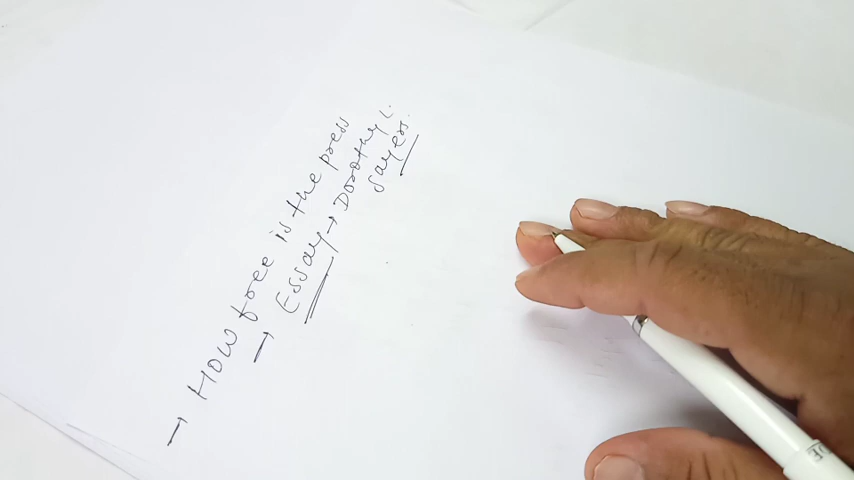 → How free is the press
→ Essay → Dorothy L.
Sayers.